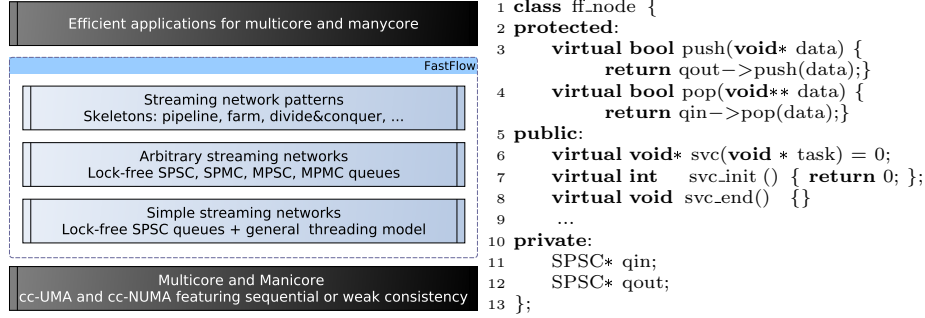 Efficient applications for multicore and manycore
FastFlow
Streaming network patterns
Skeletons: pipeline, farm, divide&conquer, ...
Arbitrary streaming networks
Lock-free SPSC, SPMC, MPSC, MPMC queues
Simple streaming networks
Lock-free SPSC queues + general threading model
Multicore and Manicore
cc-UMA and cc-NUMA featuring sequential or weak consistency
1 class ff_node {
2 protected:
3 virtual bool push(void* data) {
return qout->push(data);}
4 virtual bool pop(void** data) {
return qin->pop(data);}
5 public:
6 virtual void* svc(void * task) = 0;
7 virtual int svc_init () { return 0; };
8 virtual void svc_end() {}
9 ...
10 private:
11 SPSC* qin;
12 SPSC* qout;
13 };